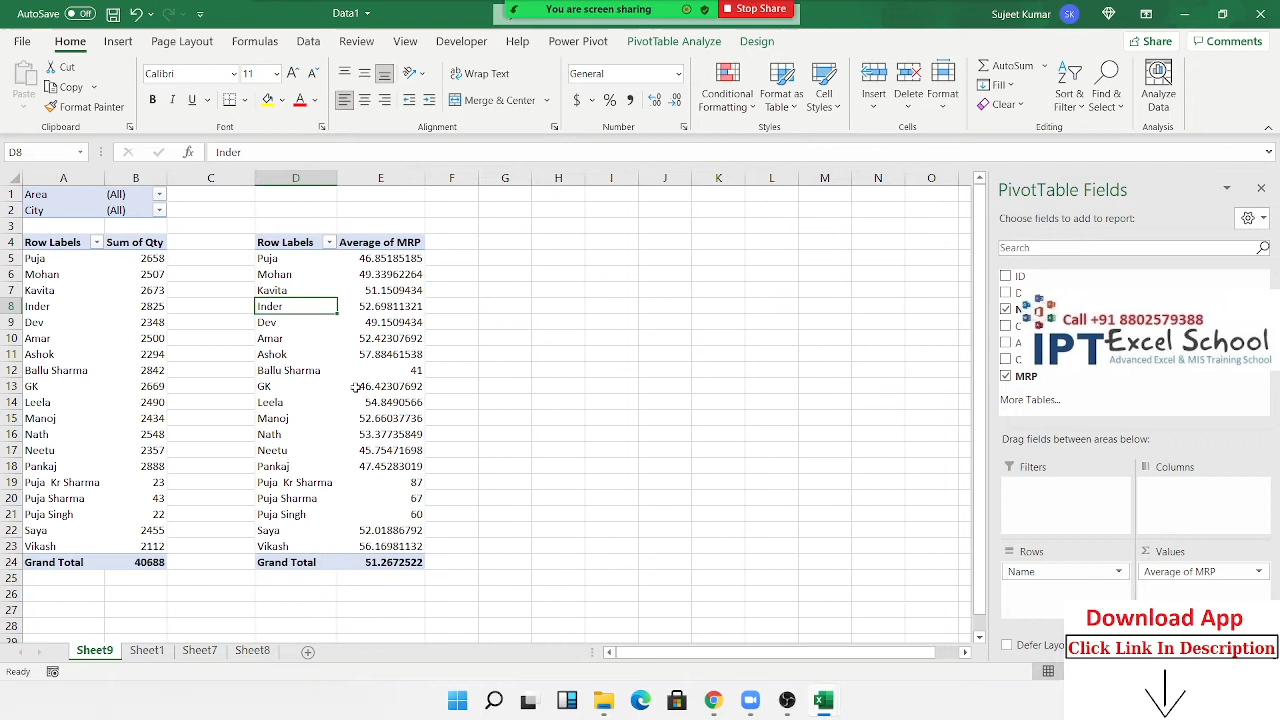 AutoSave Off
Data1
You are screen sharing
Stop Share
Sujeet Kumar
SK
File Home Insert Page Layout Formulas Data Review View Developer Help Power Pivot PivotTable Analyze Design
Share
Comments
Paste
Cut
Copy
Format Painter
Clipboard
Calibri
11
B I U
Font
Wrap Text
Merge & Center
Alignment
General
$ % ,
Number
Conditional Formatting
Format as Table
Cell Styles
Styles
Insert
Delete
Format
Cells
AutoSum
Fill
Clear
Sort & Filter
Find & Select
Editing
Analyze Data
Analysis
D8
fx
Inder
A B C D E F G H I J K L M N O
1 Area (All)
2 City (All)
3
4 Row Labels Sum of Qty Row Labels Average of MRP
5 Puja 2658 Puja 46.85185185
6 Mohan 2507 Mohan 49.33962264
7 Kavita 2673 Kavita 51.1509434
8 Inder 2825 Inder 52.69811321
9 Dev 2348 Dev 49.1509434
10 Amar 2500 Amar 55.42307692
11 Ashok 2294 Ashok 57.88461538
12 Ballu Sharma 2842 Ballu Sharma 41
13 GK 2669 GK 46.42307692
14 Leela 2490 Leela 54.8490566
15 Manoj 2434 Manoj 52.66037736
16 Nath 2548 Nath 53.37735849
17 Neetu 2357 Neetu 45.75471698
18 Pankaj 2888 Pankaj 47.45283019
19 Puja Kr Sharma 23 Puja Kr Sharma 87
20 Puja Sharma 43 Puja Sharma 67
21 Puja Singh 22 Puja Singh 60
22 Saya 2455 Saya 52.01886792
23 Vikash 2112 Vikash 56.16981132
24 Grand Total 40688 Grand Total 51.2672522
25
26
27
28
29
PivotTable Fields
Choose fields to add to report:
Search
ID
MRP
More Tables...
Call +91 8802579388
IPT Excel School
Advanced Excel & MIS Training School
Drag fields between areas below:
Filters
Columns
Rows
Values
Name
Average of MRP
Defer Layo
Download App
Click Link In Description
Sheet9 Sheet1 Sheet7 Sheet8
Ready